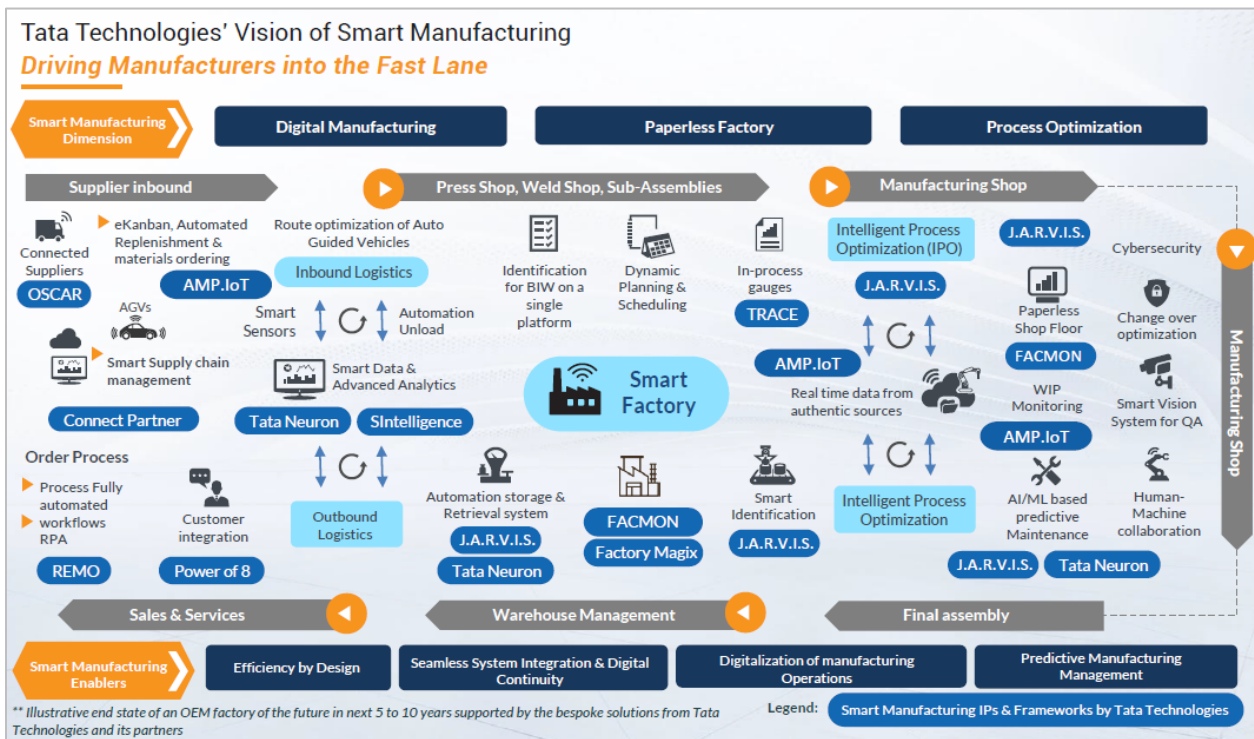 Tata Technologies' Vision of Smart Manufacturing
Driving Manufacturers into the Fast Lane
Smart Manufacturing
Dimension
Digital Manufacturing
Paperless Factory
Process Optimization
Supplier inbound
Press Shop, Weld Shop, Sub-Assemblies
Manufacturing Shop
Connected
Suppliers
OSCAR
eKanban, Automated
Replenishment &
materials ordering
AMP.IoT
AGVs
Smart Supply chain
management
Connect Partner
Route optimization of Auto
Guided Vehicles
Inbound Logistics
Smart
Sensors
Automation
Unload
Smart Data &
Advanced Analytics
Tata Neuron
SIntelligence
Identification
for BIW on a
single
platform
Dynamic
Planning &
Scheduling
In-process
gauges
TRACE
Smart
Factory
Intelligent Process
Optimization (IPO)
J.A.R.V.I.S.
AMP.IoT
Real time data from
authentic sources
J.A.R.V.I.S.
Paperless
Shop Floor
FACMON
WIP
Monitoring
AMP.IoT
Cybersecurity
Change over
optimization
Smart Vision
System for QA
Manufacturing Shop
Order Process
Process Fully
automated
workflows
RPA
REMO
Customer
integration
Power of 8
Outbound
Logistics
Automation storage &
Retrieval system
J.A.R.V.I.S.
Tata Neuron
FACMON
Factory Magix
Smart
Identification
J.A.R.V.I.S.
Intelligent Process
Optimization
AI/ML based
predictive
Maintenance
Human-
Machine
collaboration
J.A.R.V.I.S.
Tata Neuron
Sales & Services
Warehouse Management
Final assembly
Smart Manufacturing
Enablers
Efficiency by Design
Seamless System Integration & Digital
Continuity
Digitalization of manufacturing
Operations
Predictive Manufacturing
Management
** Illustrative end state of an OEM factory of the future in next 5 to 10 years supported by the bespoke solutions from Tata
Technologies and its partners
Legend:
Smart Manufacturing IPs & Frameworks by Tata Technologies